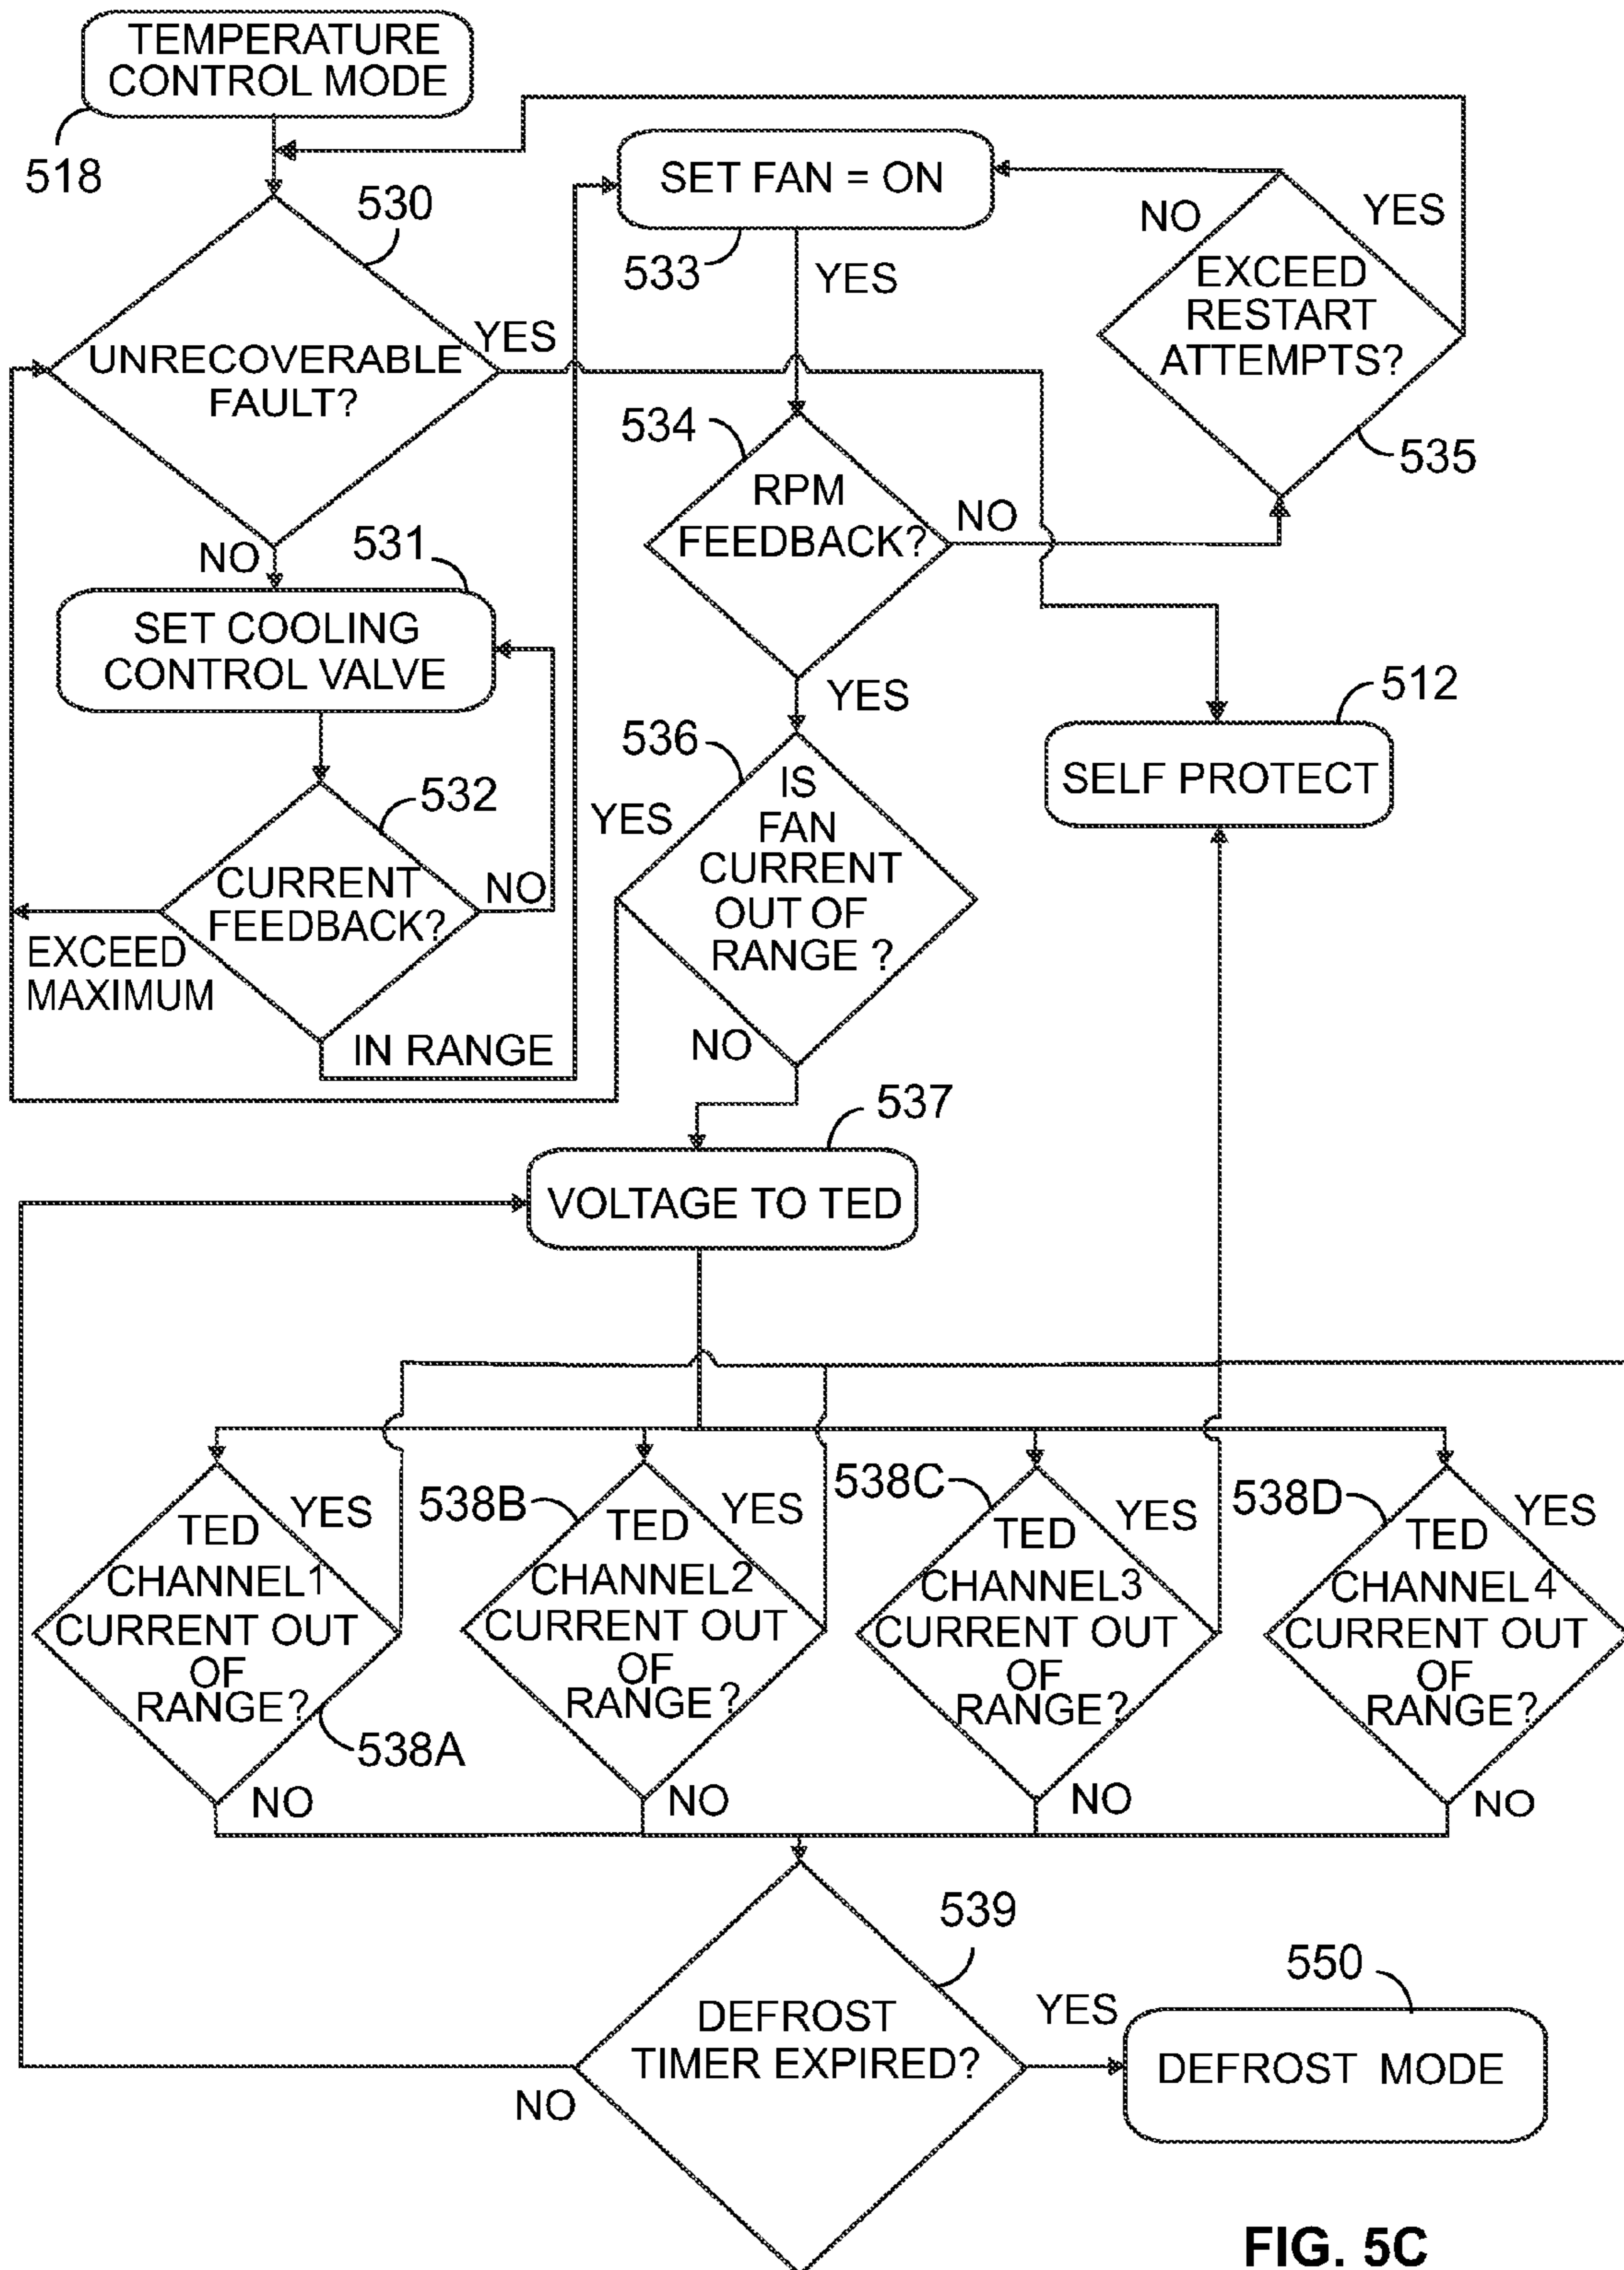 TEMPERATURE
CONTROL MODE
518
530
UNRECOVERABLE
FAULT?
YES
NO
531
SET COOLING
CONTROL VALVE
532
CURRENT
FEEDBACK?
NO
EXCEED
MAXIMUM
IN RANGE
SET FAN = ON
533
YES
534
RPM
FEEDBACK?
NO
YES
NO
YES
EXCEED
RESTART
ATTEMPTS?
535
536
IS
FAN
CURRENT
OUT OF
RANGE ?
YES
NO
512
SELF PROTECT
537
VOLTAGE TO TED
TED
CHANNEL1
CURRENT OUT
OF
RANGE?
YES
538A
NO
538B
TED
CHANNEL2
CURRENT OUT
OF
RANGE?
YES
NO
538C
TED
CHANNEL3
CURRENT OUT
OF
RANGE?
YES
NO
538D
TED
CHANNEL4
CURRENT OUT
OF
RANGE?
YES
NO
539
DEFROST
TIMER EXPIRED?
NO
YES
550
DEFROST MODE
FIG. 5C